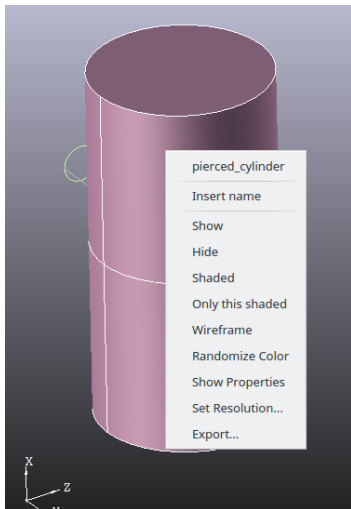 pierced_cylinder
Insert name
Show
Hide
Shaded
Only this shaded
Wireframe
Randomize Color
Show Properties
Set Resolution...
Export...
X
Z